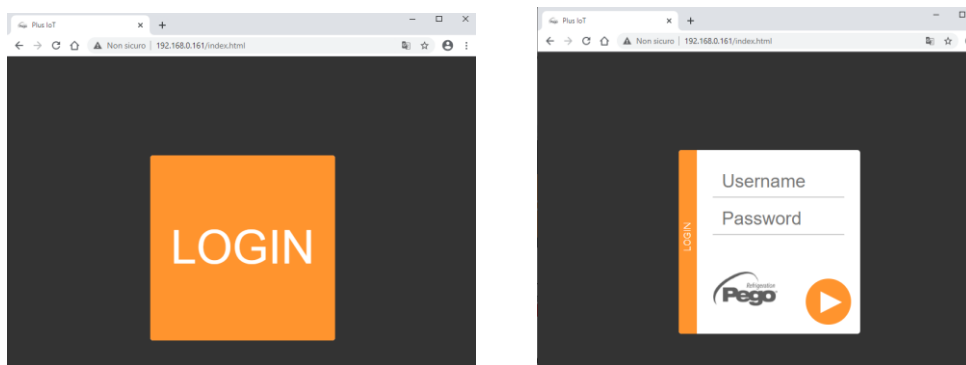 Plus IoT
Non sicuro | 192.168.0.161/index.html
LOGIN
Plus IoT
Non sicuro | 192.168.0.161/index.html
Username
Password
LOGIN
Refrigeration
Pego